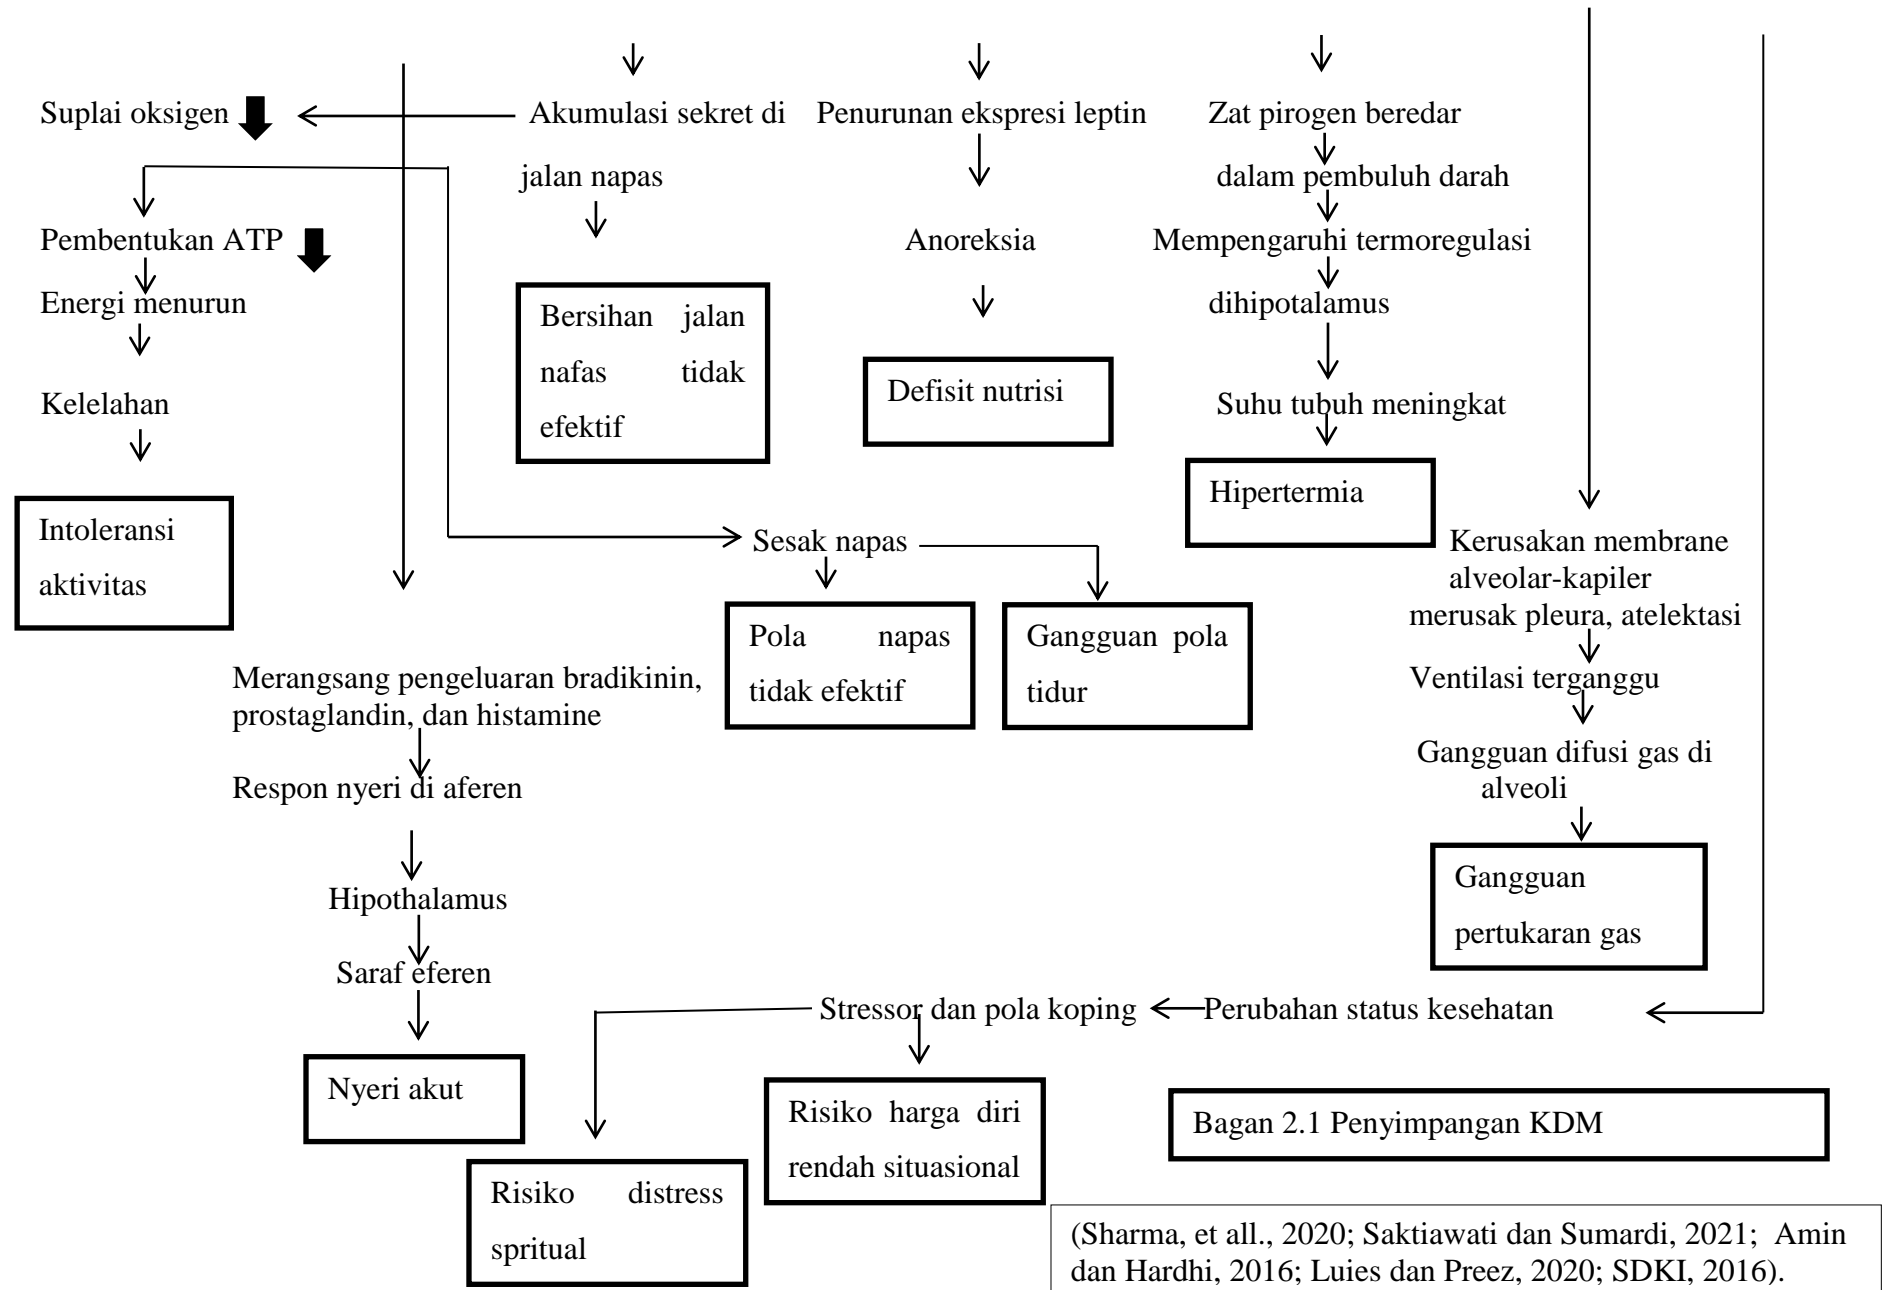 Suplai oksigen
Akumulasi sekret di
jalan napas
Penurunan ekspresi leptin
Zat pirogen beredar
dalam pembuluh darah
Pembentukan ATP
Anoreksia
Mempengaruhi termoregulasi
dihipotalamus
Energi menurun
Bersihan jalan
nafas tidak
efektif
Defisit nutrisi
Kelelahan
Suhu tubuh meningkat
Hipertermia
Intoleransi
aktivitas
Sesak napas
Kerusakan membrane
alveolar-kapiler
merusak pleura, atelektasi
Pola napas
tidak efektif
Gangguan pola
tidur
Merangsang pengeluaran bradikinin,
prostaglandin, dan histamine
Ventilasi terganggu
Respon nyeri di aferen
Gangguan difusi gas di
alveoli
Hipothalamus
Gangguan
pertukaran gas
Saraf eferen
Stressor dan pola koping
Perubahan status kesehatan
Nyeri akut
Risiko harga diri
rendah situasional
Bagan 2.1 Penyimpangan KDM
Risiko distress
spritual
(Sharma, et all., 2020; Saktiawati dan Sumardi, 2021; Amin
dan Hardhi, 2016; Luies dan Preez, 2020; SDKI, 2016).